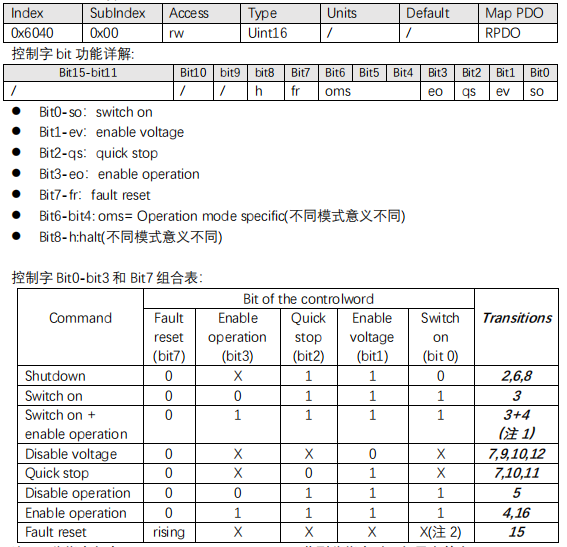 Index SubIndex Access Type Units Default Map PDO
0x6040 0x00 rw Uint16 / / RPDO
控制字 bit 功能详解:
Bit15-bit11 Bit10 bit9 bit8 Bit7 Bit6 Bit5 Bit4 Bit3 Bit2 Bit1 Bit0
/ / / h fr oms eo qs ev so
● Bit0-so: switch on
● Bit1-ev: enable voltage
● Bit2-qs: quick stop
● Bit3-eo: enable operation
● Bit7-fr: fault reset
● Bit6-bit4: oms= Operation mode specific(不同模式意义不同)
● Bit8-h:halt(不同模式意义不同)
控制字 Bit0-bit3 和 Bit7 组合表:
Command Bit of the controlword Transitions
Fault reset (bit7) Enable operation (bit3) Quick stop (bit2) Enable voltage (bit1) Switch on (bit 0)
Shutdown 0 X 1 1 0 2,6,8
Switch on 0 0 1 1 1 3
Switch on + enable operation 0 1 1 1 1 3+4 (注 1)
Disable voltage 0 X X 0 X 7,9,10,12
Quick stop 0 X 0 1 X 7,10,11
Disable operation 0 0 1 1 1 5
Enable operation 0 1 1 1 1 4,16
Fault reset rising X X X X(注 2) 15